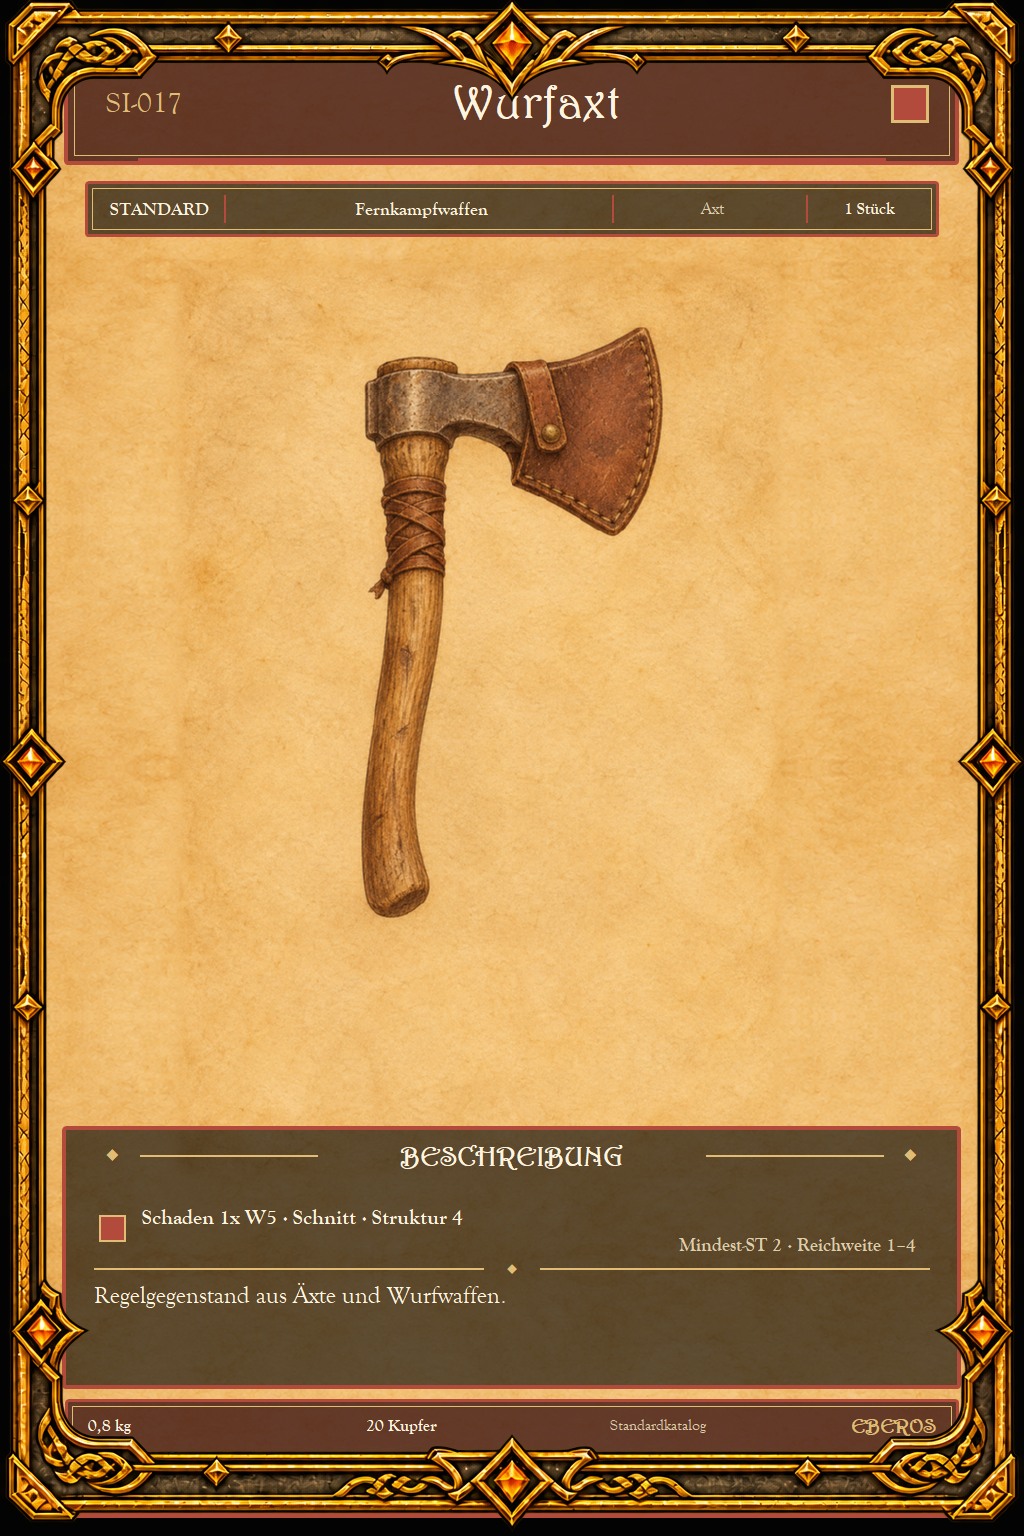 SI-017
Wurfaxt
STANDARD Fernkampfwaffen Axt 1 Stück
BESCHREIBUNG
Schaden 1x W5 · Schnitt · Struktur 4
Mindest-ST 2 · Reichweite 1–4
Regelgegenstand aus Äxte und Wurfwaffen.
0,8 kg 20 Kupfer Standardkatalog EBEROS